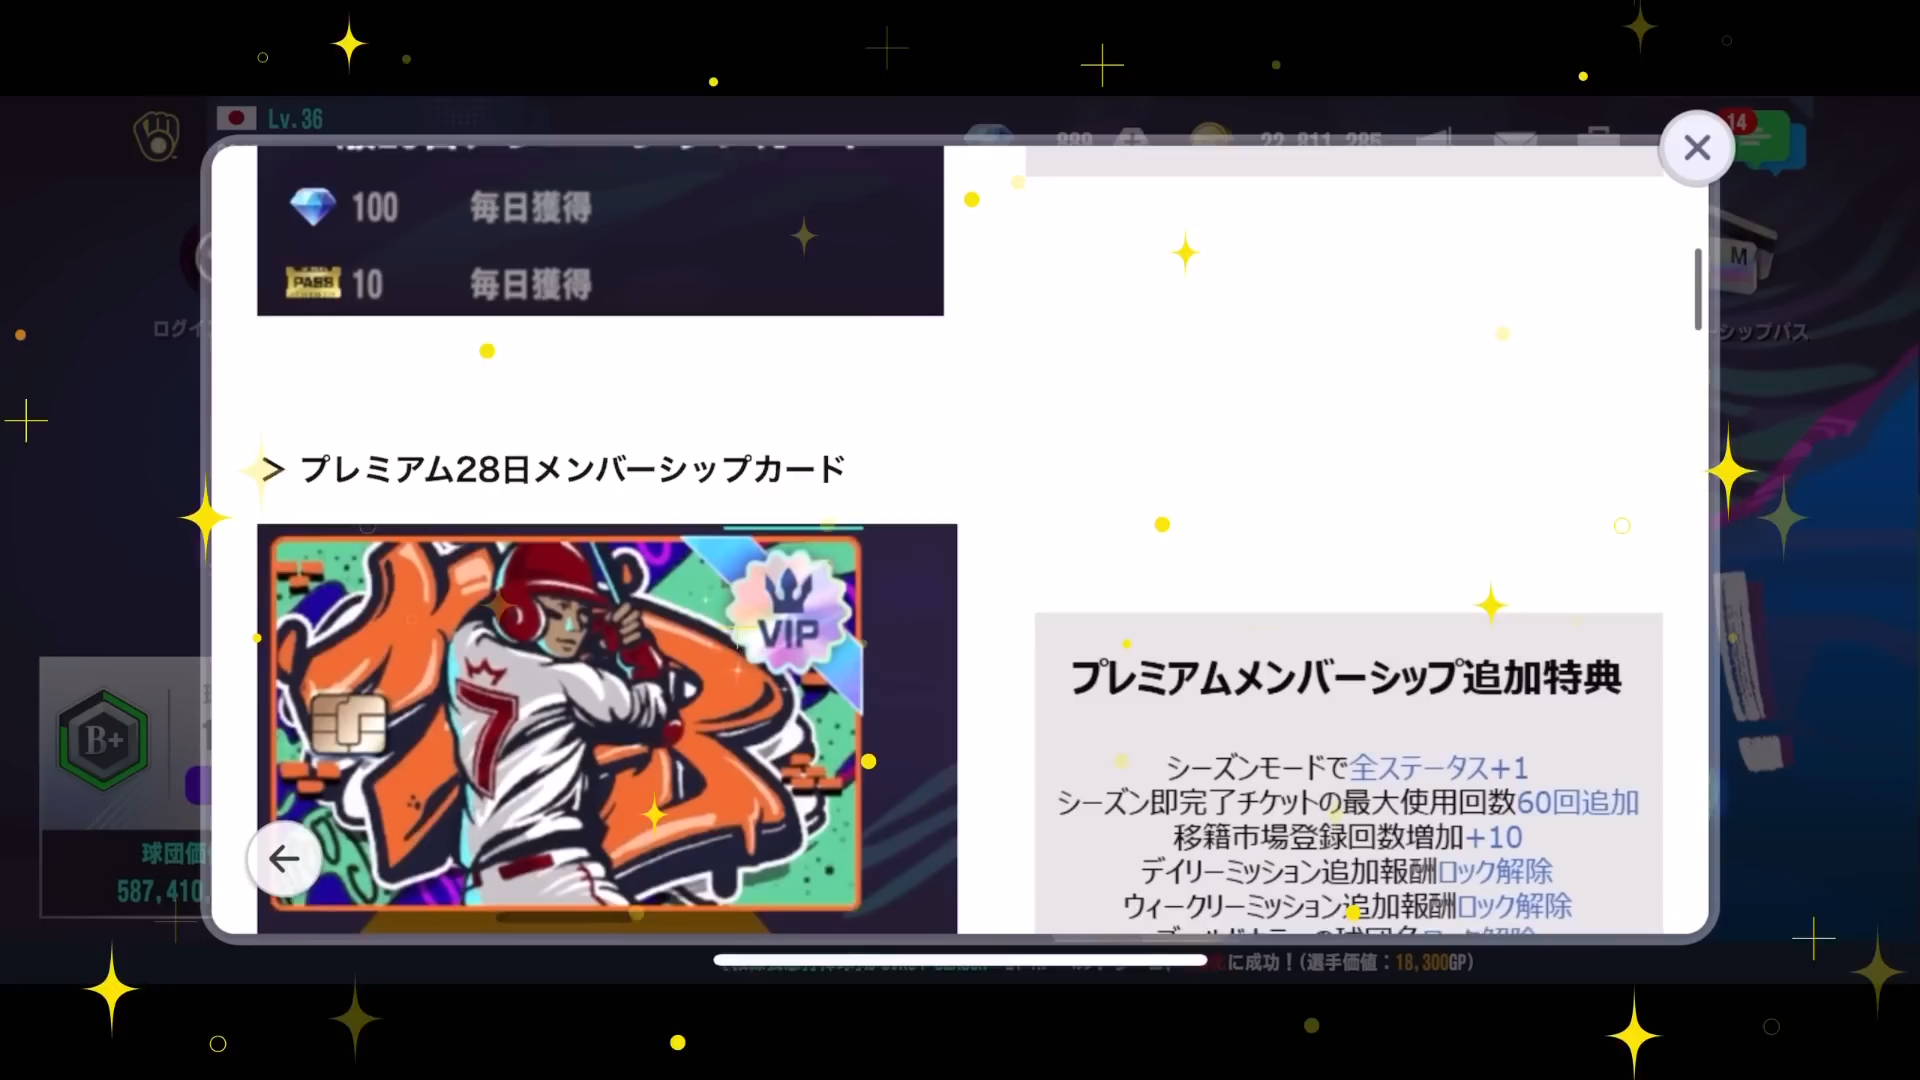 Lv.36
14
100 毎日獲得
PASS 10 毎日獲得
M
ログイ
シップパス
> プレミアム28日メンバーシップカード
VIP
7
プレミアムメンバーシップ追加特典
シーズンモードで全ステータス+1
シーズン即完了チケットの最大使用回数60回追加
移籍市場登録回数増加+10
デイリーミッション追加報酬ロック解除
ウィークリーミッション追加報酬ロック解除
B+
球団価
587,410,
に成功！(選手価値：18,300GP)